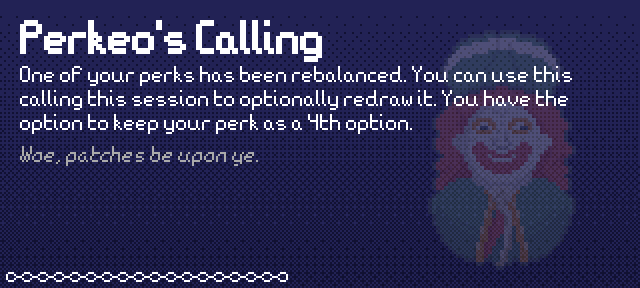 Perkeo's Calling
One of your perks has been rebalanced. You can use this
calling this session to optionally redraw it. You have the
option to keep your perk as a 4th option.
Woe, patches be upon ye.